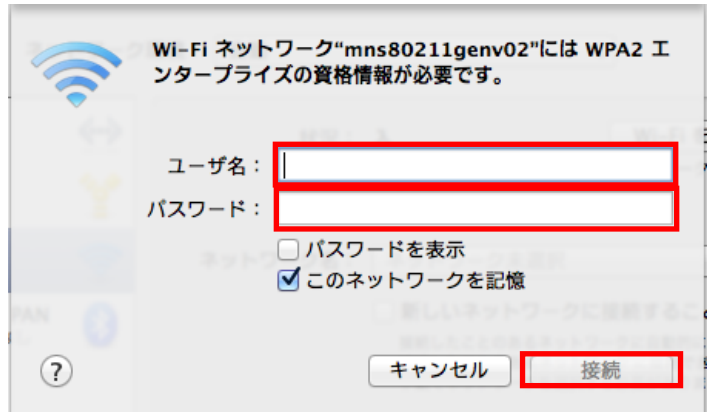 Wi-Fi ネットワーク“mns80211genv02”には WPA2 エ
ンタープライズの資格情報が必要です。
ユーザ名：
パスワード：
パスワードを表示
このネットワークを記憶
PAN
?
キャンセル
接続